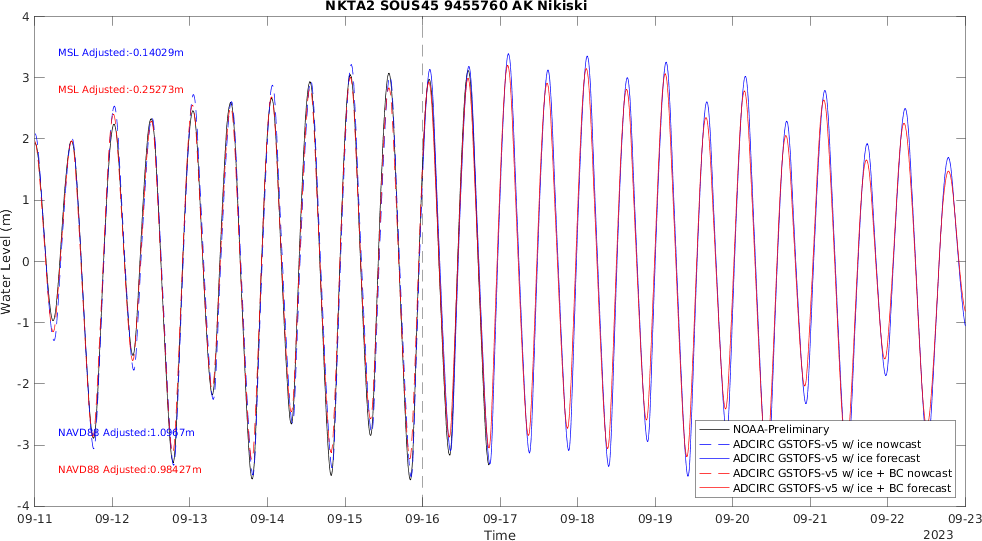 NKTA2 SOUS45 9455760 AK Nikiski
4
3
2
1
0
-1
-2
-3
-4
Water Level (m)
MSL Adjusted:-0.14029m
MSL Adjusted:-0.25273m
NAVD88 Adjusted:1.0967m
NAVD88 Adjusted:0.98427m
NOAA-Preliminary
ADCIRC GSTOFS-v5 w/ ice nowcast
ADCIRC GSTOFS-v5 w/ ice forecast
ADCIRC GSTOFS-v5 w/ ice + BC nowcast
ADCIRC GSTOFS-v5 w/ ice + BC forecast
09-11 09-12 09-13 09-14 09-15 09-16 09-17 09-18 09-19 09-20 09-21 09-22 09-23
Time
2023